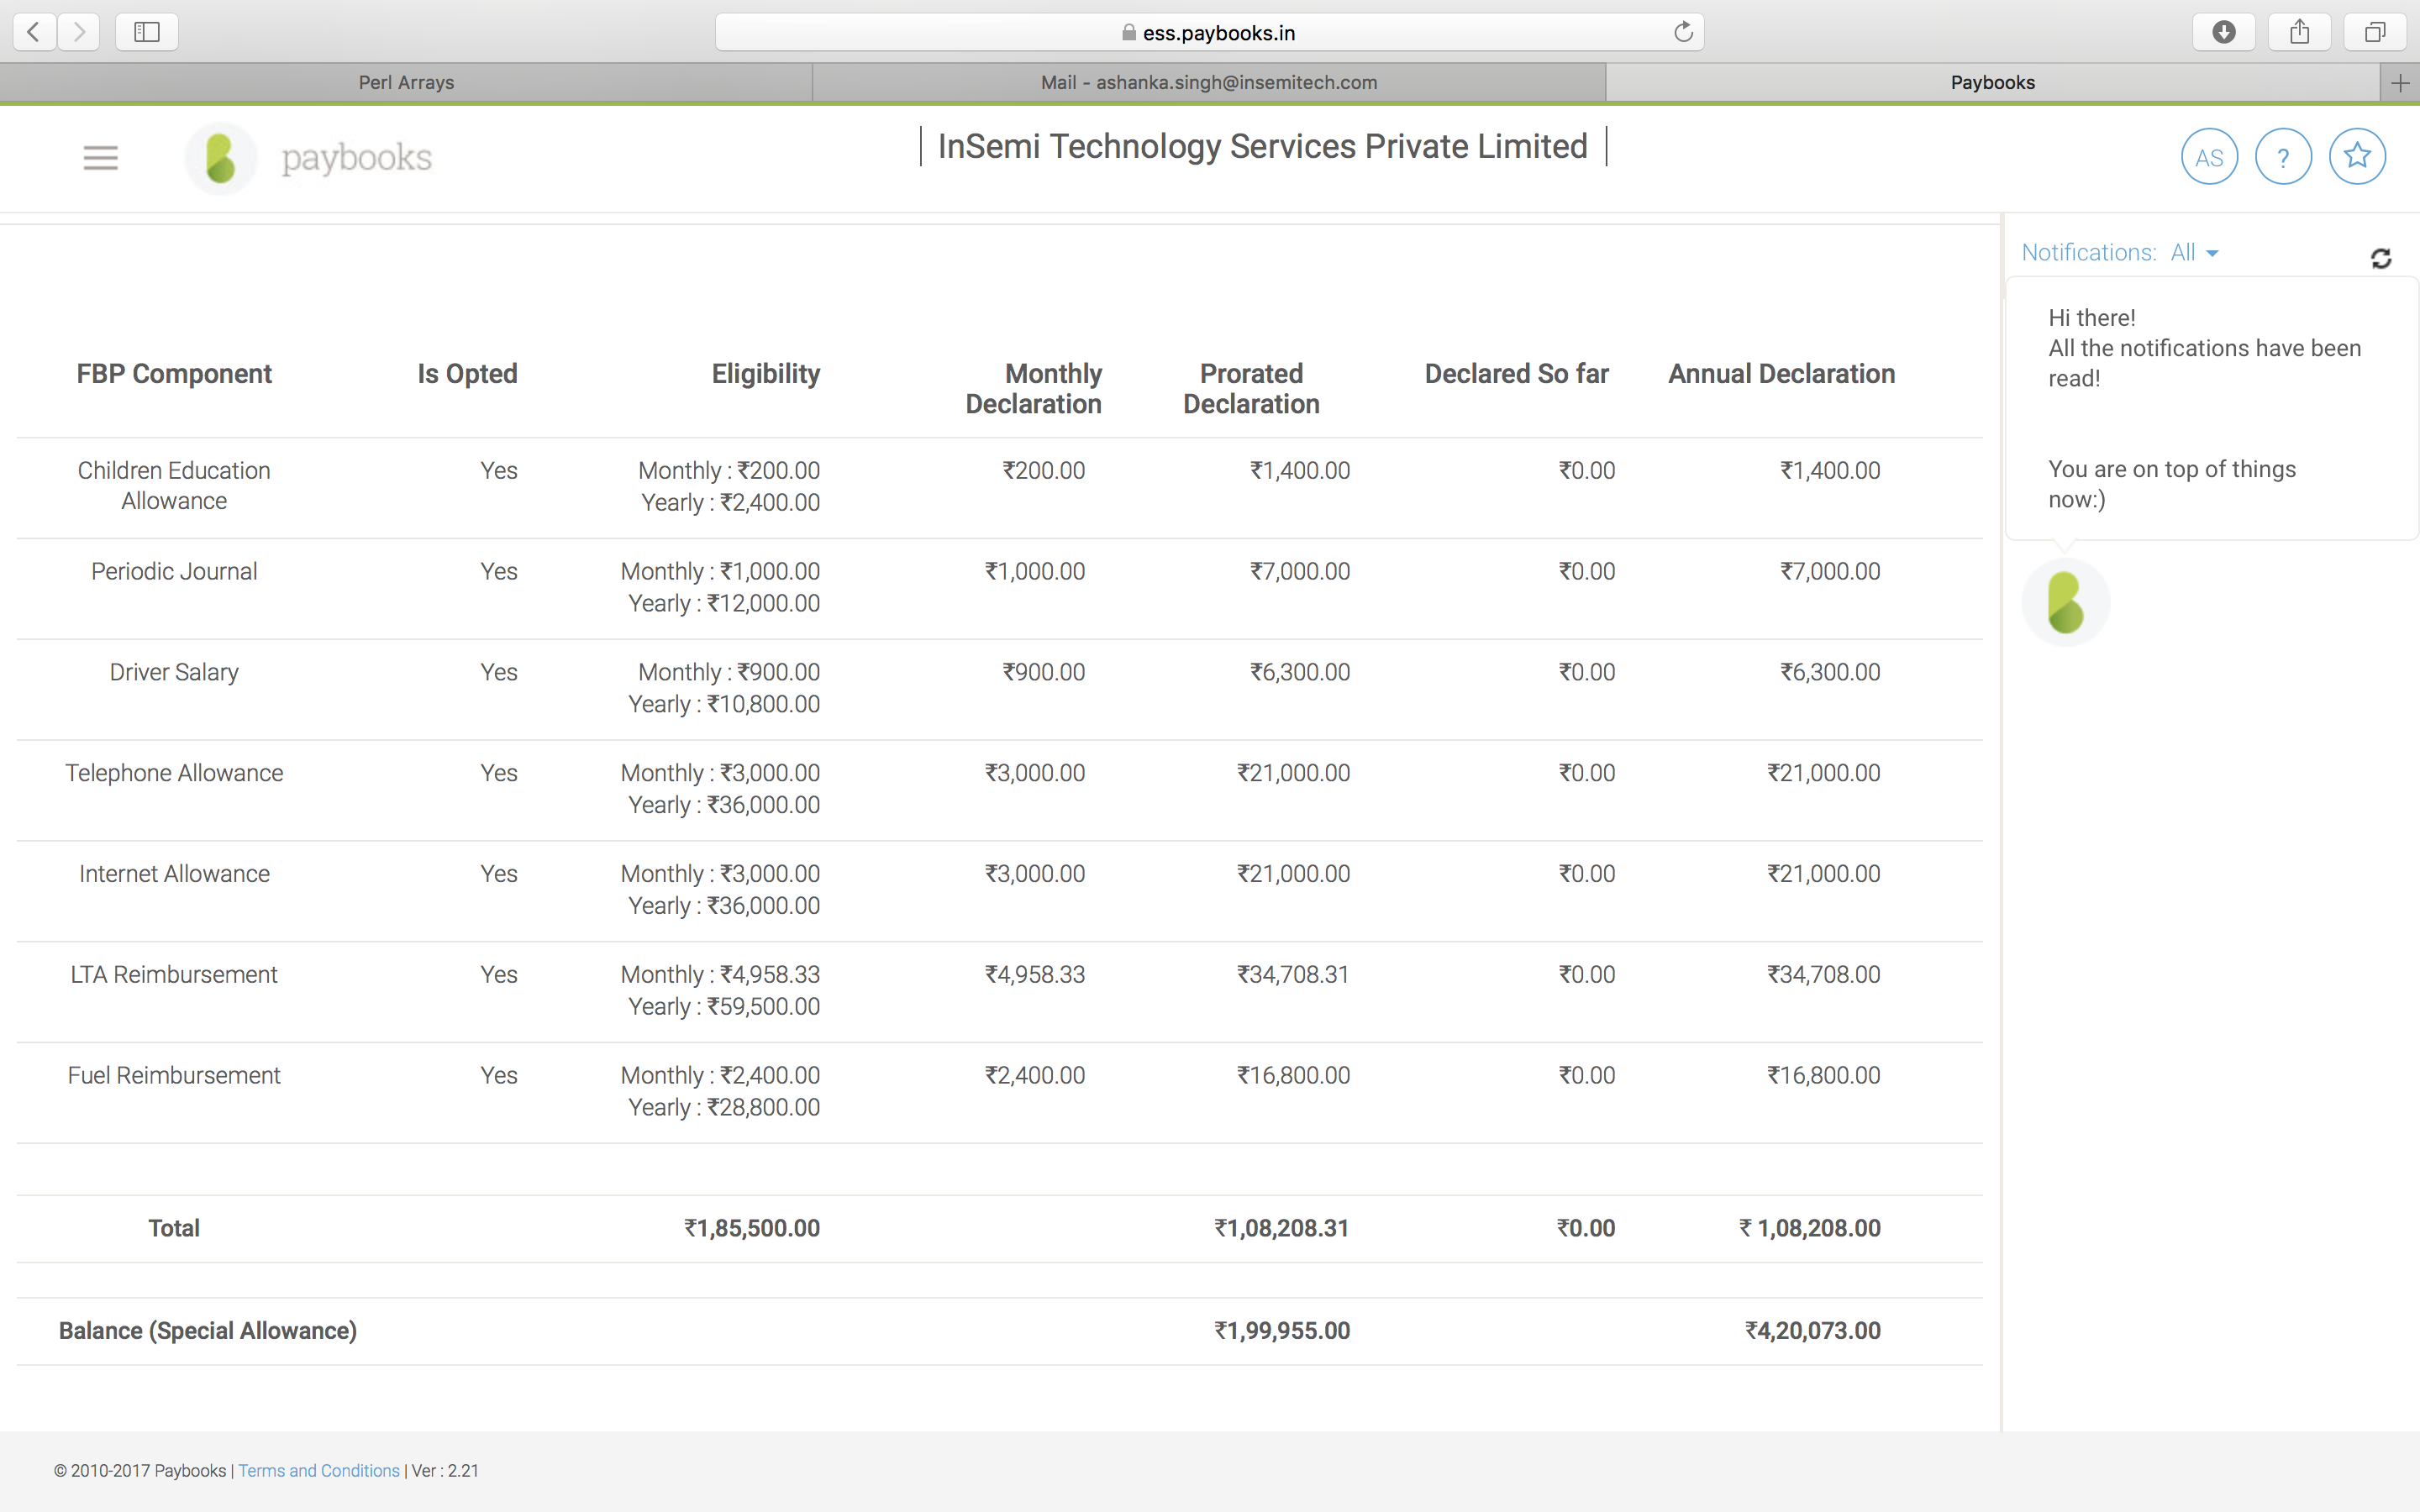 ess.paybooks.in
Perl Arrays
Mail - ashanka.singh@insemitech.com
Paybooks
paybooks
InSemi Technology Services Private Limited
AS
?
Notifications: All
Hi there!
All the notifications have been
read!
You are on top of things
now:)
FBP Component Is Opted Eligibility Monthly Declaration Prorated Declaration Declared So far Annual Declaration
Children Education Allowance Yes Monthly : ₹200.00 ₹200.00 ₹1,400.00 ₹0.00 ₹1,400.00
Yearly : ₹2,400.00
Periodic Journal Yes Monthly : ₹1,000.00 ₹1,000.00 ₹7,000.00 ₹0.00 ₹7,000.00
Yearly : ₹12,000.00
Driver Salary Yes Monthly : ₹900.00 ₹900.00 ₹6,300.00 ₹0.00 ₹6,300.00
Yearly : ₹10,800.00
Telephone Allowance Yes Monthly : ₹3,000.00 ₹3,000.00 ₹21,000.00 ₹0.00 ₹21,000.00
Yearly : ₹36,000.00
Internet Allowance Yes Monthly : ₹3,000.00 ₹3,000.00 ₹21,000.00 ₹0.00 ₹21,000.00
Yearly : ₹36,000.00
LTA Reimbursement Yes Monthly : ₹4,958.33 ₹4,958.33 ₹34,708.31 ₹0.00 ₹34,708.00
Yearly : ₹59,500.00
Fuel Reimbursement Yes Monthly : ₹2,400.00 ₹2,400.00 ₹16,800.00 ₹0.00 ₹16,800.00
Yearly : ₹28,800.00
Total ₹1,85,500.00 ₹1,08,208.31 ₹0.00 ₹ 1,08,208.00
Balance (Special Allowance) ₹1,99,955.00 ₹4,20,073.00
© 2010-2017 Paybooks | Terms and Conditions | Ver : 2.21